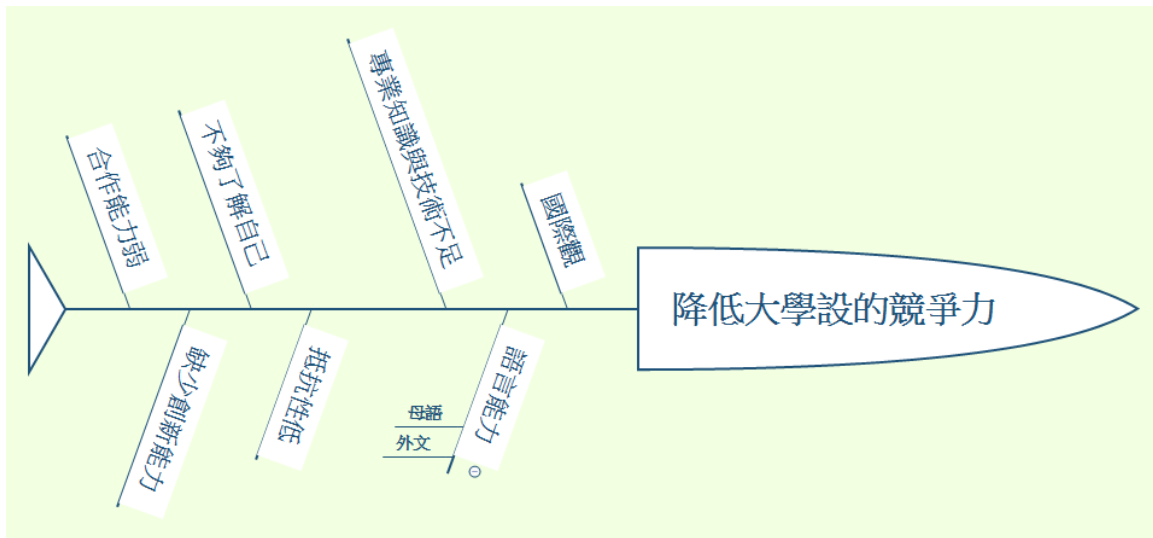 合作能力弱
不夠了解自己
專業知識與技術不足
國際觀
降低大學設的競爭力
缺少創新能力
抵抗性低
語言能力
母語
外文